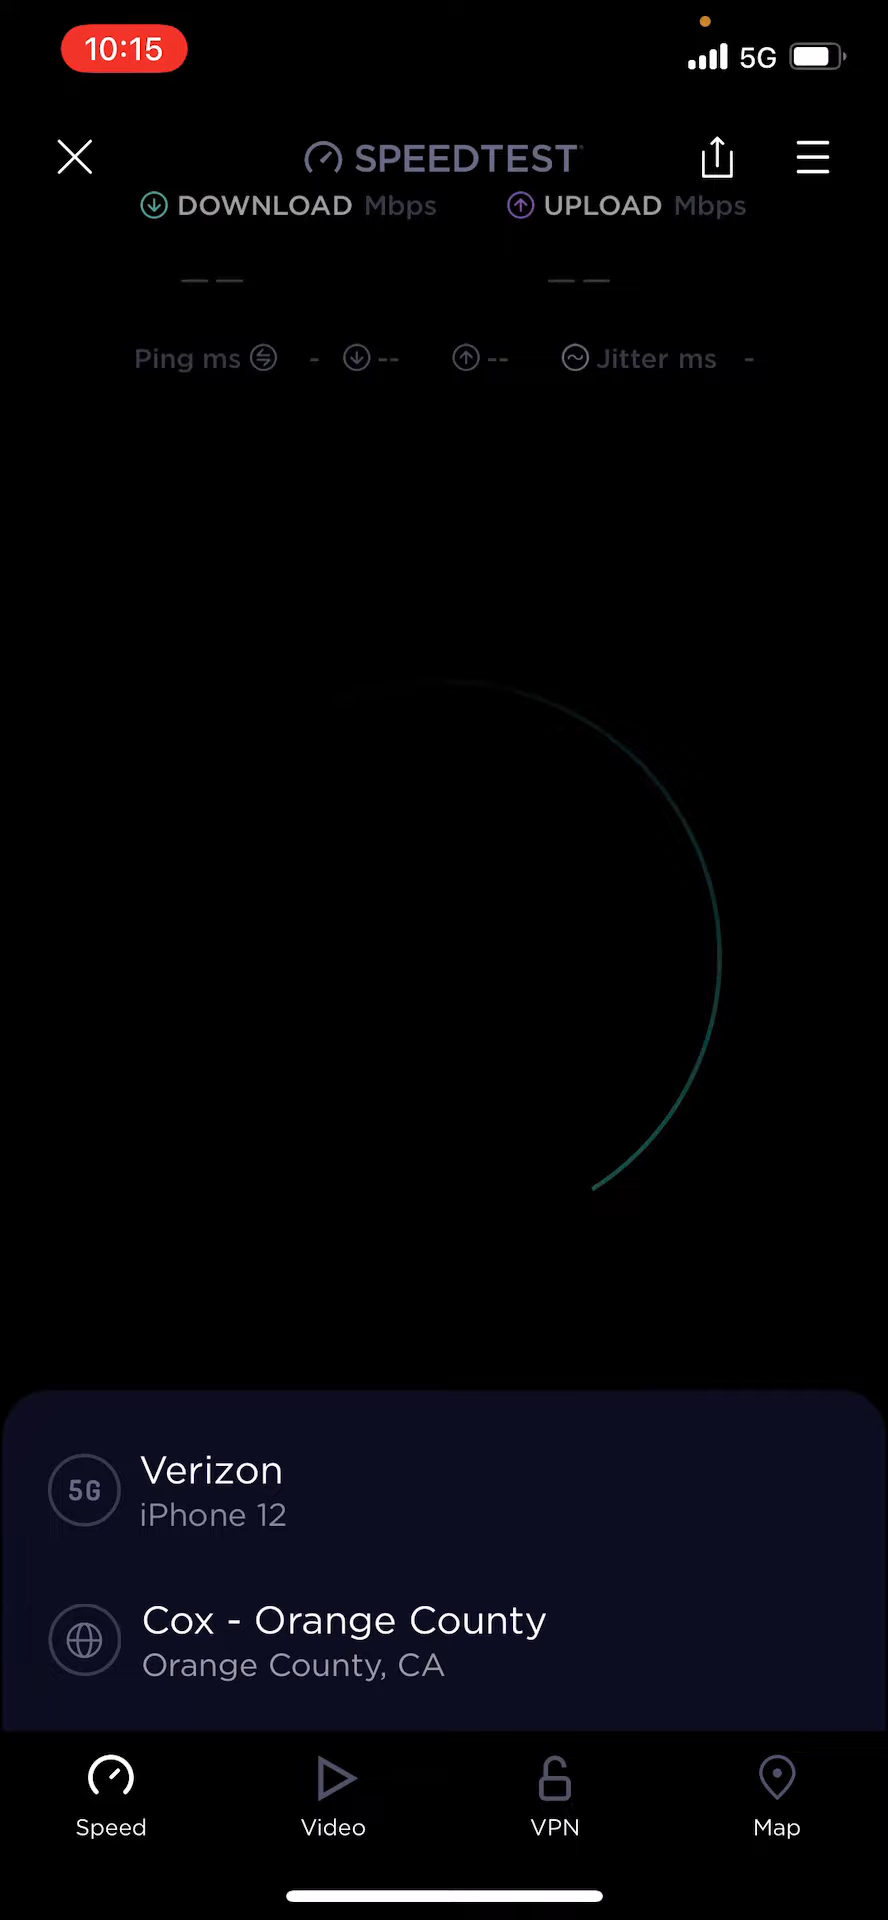 10:15
5G
SPEEDTEST
DOWNLOAD Mbps
UPLOAD Mbps
— —
— —
Ping ms - -- -- Jitter ms -
5G
Verizon
iPhone 12
Cox - Orange County
Orange County, CA
Speed
Video
VPN
Map